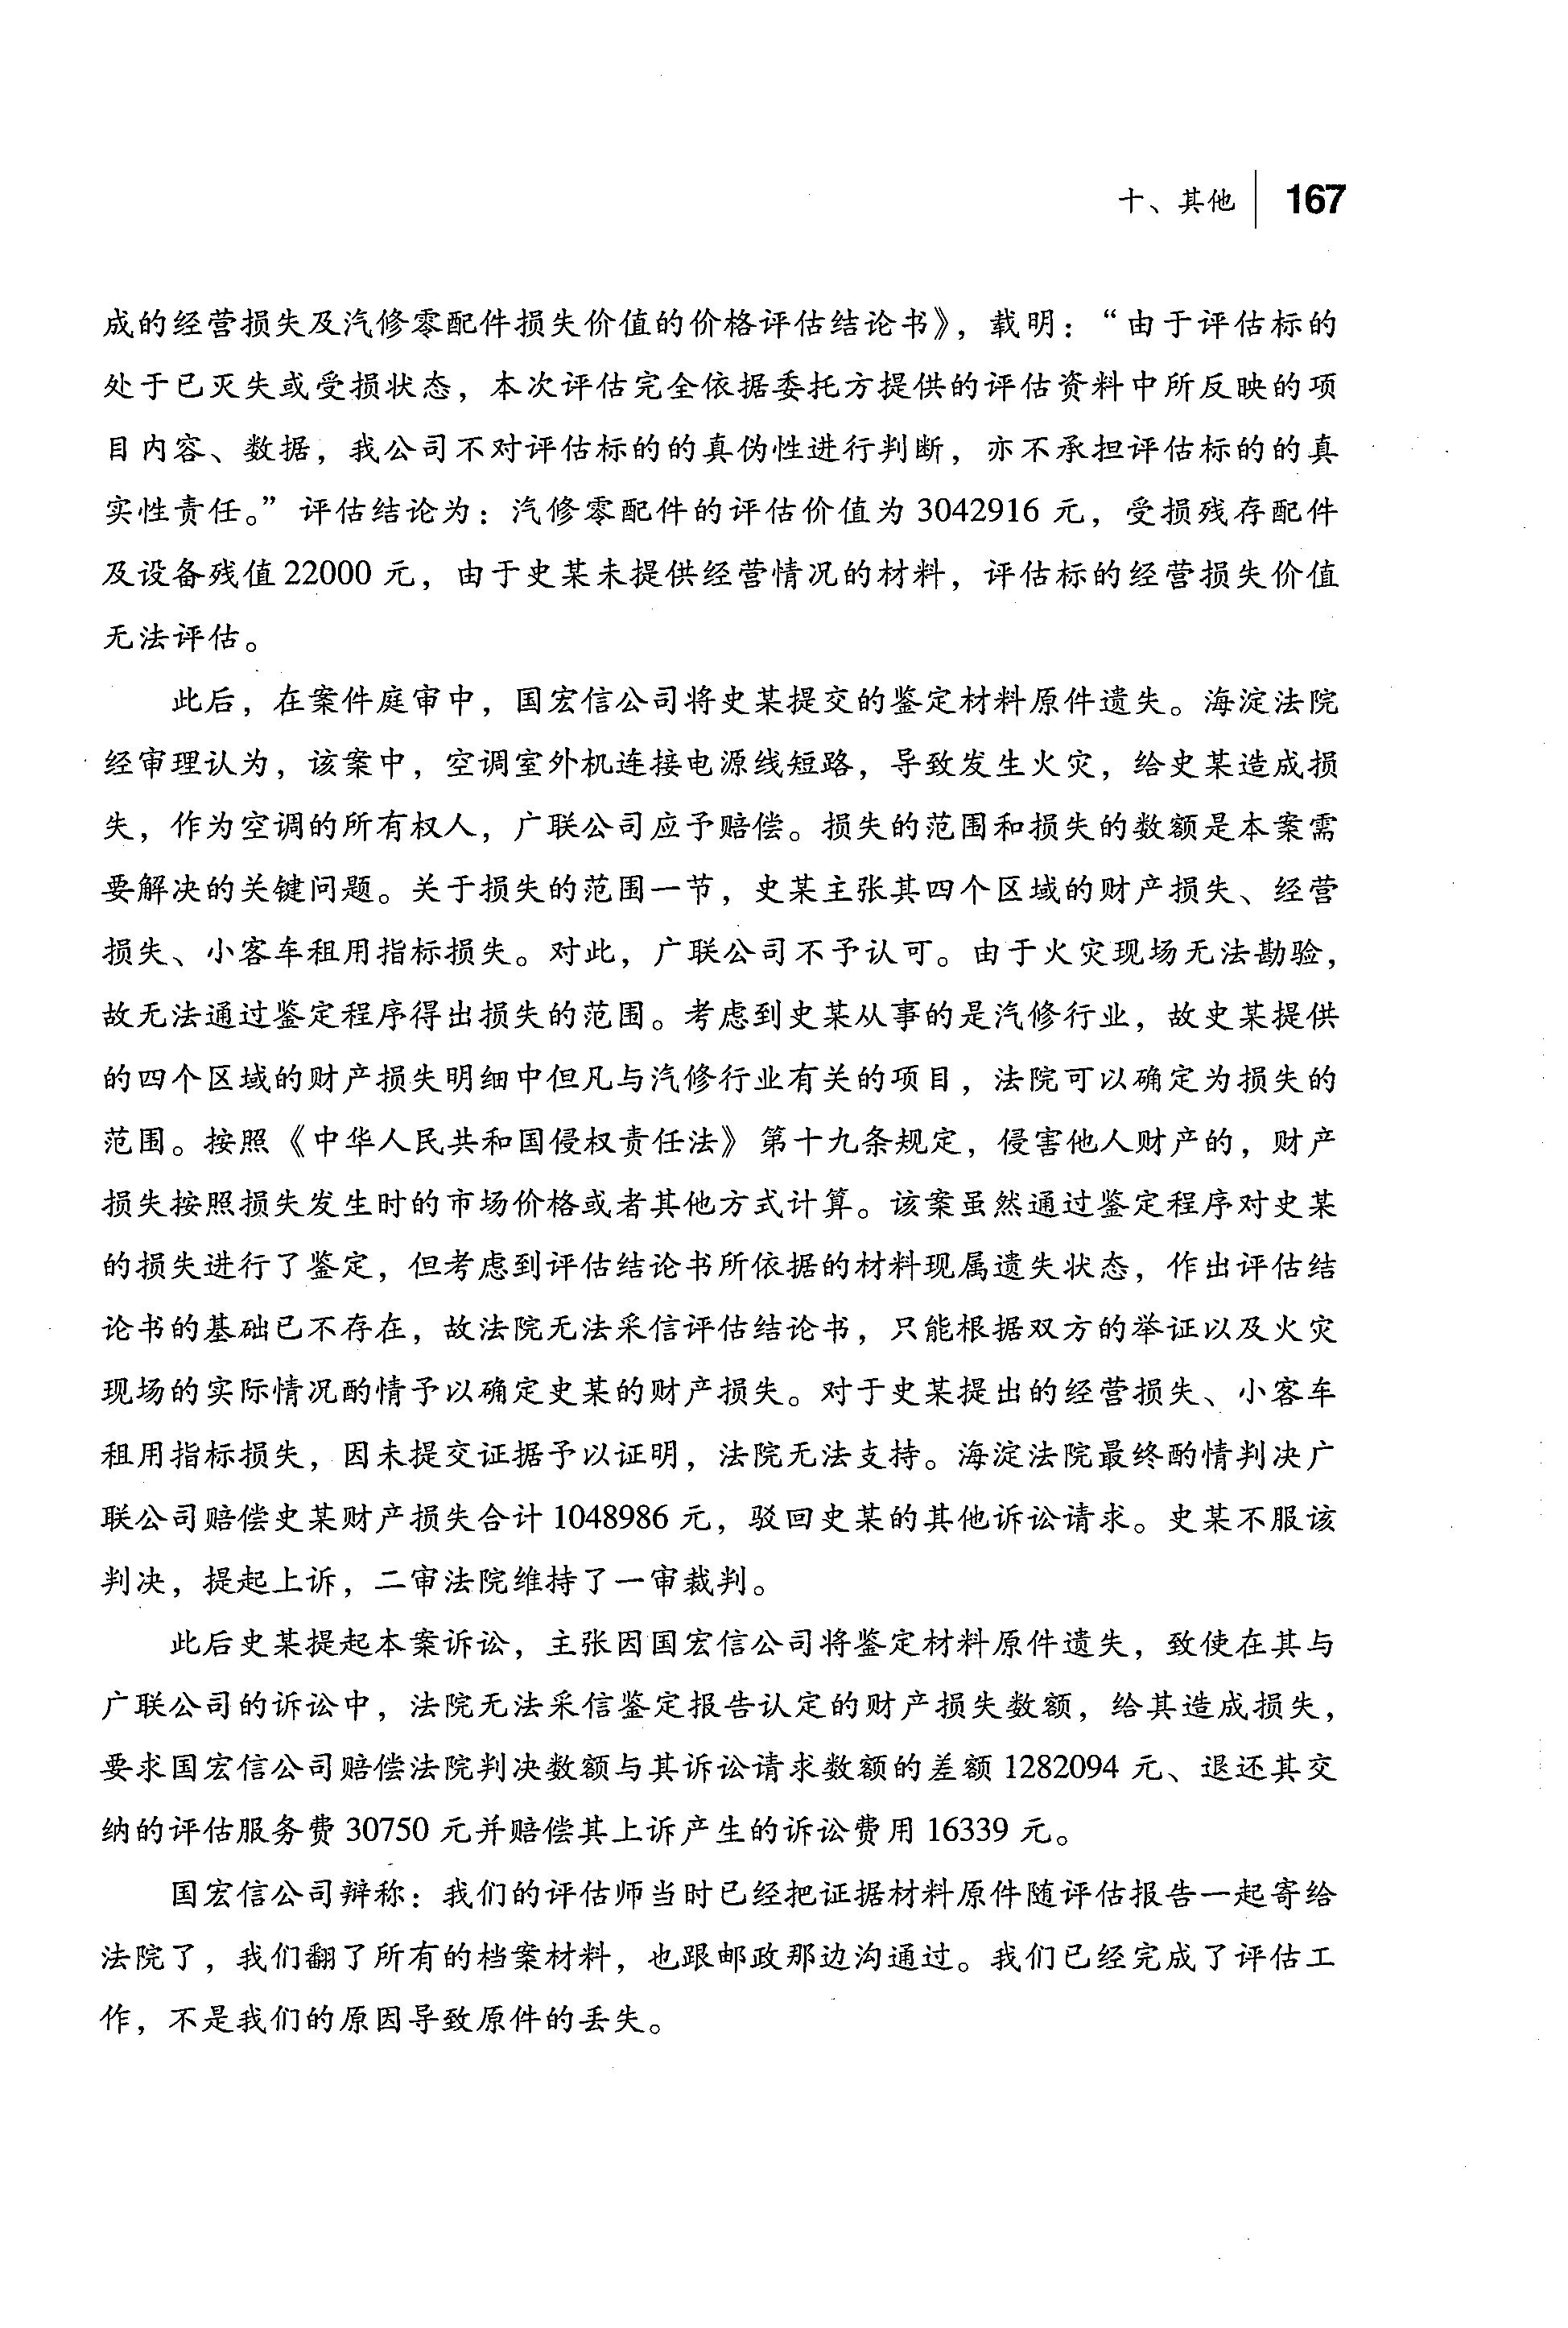 十、其他 167
成的经营损失及汽修零配件损失价值的价格评估结论书》，载明：“由于评估标的
处于已灭失或受损状态，本次评估完全依据委托方提供的评估资料中所反映的项
目内容、数据，我公司不对评估标的的真伪性进行判断，亦不承担评估标的的真
实性责任。”评估结论为：汽修零配件的评估价值为 3042916 元，受损残存配件
及设备残值 22000 元，由于史某未提供经营情况的材料，评估标的经营损失价值
无法评估。
此后，在案件庭审中，国宏信公司将史某提交的鉴定材料原件遗失。海淀法院
经审理认为，该案中，空调室外机连接电源线短路，导致发生火灾，给史某造成损
失，作为空调的所有权人，广联公司应予赔偿。损失的范围和损失的数额是本案需
要解决的关键问题。关于损失的范围一节，史某主张其四个区域的财产损失、经营
损失、小客车租用指标损失。对此，广联公司不予认可。由于火灾现场无法勘验，
故无法通过鉴定程序得出损失的范围。考虑到史某从事的是汽修行业，故史某提供
的四个区域的财产损失明细中但凡与汽修行业有关的项目，法院可以确定为损失的
范围。按照《中华人民共和国侵权责任法》第十九条规定，侵害他人财产的，财产
损失按照损失发生时的市场价格或者其他方式计算。该案虽然通过鉴定程序对史某
的损失进行了鉴定，但考虑到评估结论书所依据的材料现属遗失状态，作出评估结
论书的基础已不存在，故法院无法采信评估结论书，只能根据双方的举证以及火灾
现场的实际情况酌情予以确定史某的财产损失。对于史某提出的经营损失、小客车
租用指标损失，因未提交证据予以证明，法院无法支持。海淀法院最终酌情判决广
联公司赔偿史某财产损失合计 1048986 元，驳回史某的其他诉讼请求。史某不服该
判决，提起上诉，二审法院维持了一审裁判。
此后史某提起本案诉讼，主张因国宏信公司将鉴定材料原件遗失，致使在其与
广联公司的诉讼中，法院无法采信鉴定报告认定的财产损失数额，给其造成损失，
要求国宏信公司赔偿法院判决数额与其诉讼请求数额的差额 1282094 元、退还其交
纳的评估服务费 30750 元并赔偿其上诉产生的诉讼费用 16339 元。
国宏信公司辩称：我们的评估师当时已经把证据材料原件随评估报告一起寄给
法院了，我们翻了所有的档案材料，也跟邮政那边沟通过。我们已经完成了评估工
作，不是我们的原因导致原件的丢失。